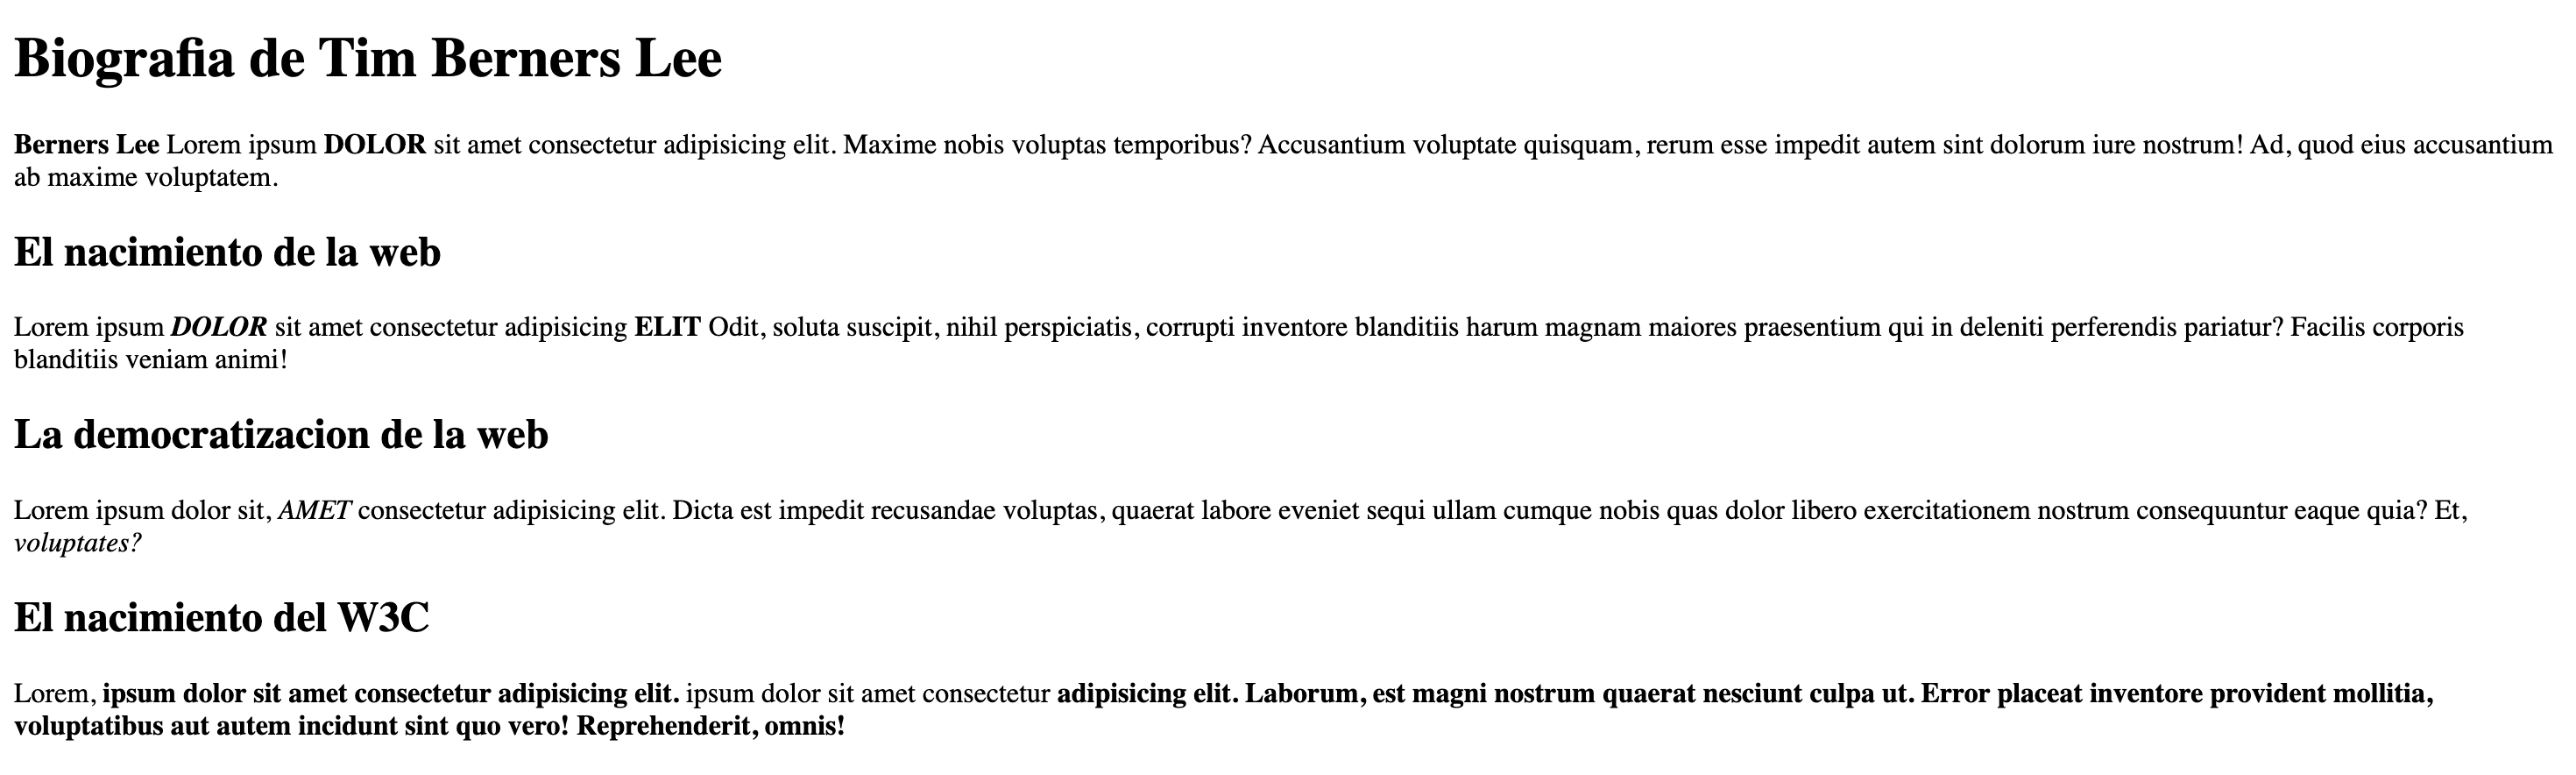 Biografia de Tim Berners Lee
Berners Lee Lorem ipsum DOLOR sit amet consectetur adipisicing elit. Maxime nobis voluptas temporibus? Accusantium voluptate quisquam, rerum esse impedit autem sint dolorum iure nostrum! Ad, quod eius accusantium
ab maxime voluptatem.
El nacimiento de la web
Lorem ipsum DOLOR sit amet consectetur adipisicing ELIT Odit, soluta suscipit, nihil perspiciatis, corrupti inventore blanditiis harum magnam maiores praesentium qui in deleniti perferendis pariatur? Facilis corporis
blanditiis veniam animi!
La democratizacion de la web
Lorem ipsum dolor sit, AMET consectetur adipisicing elit. Dicta est impedit recusandae voluptas, quaerat labore eveniet sequi ullam cumque nobis quas dolor libero exercitationem nostrum consequuntur eaque quia? Et,
voluptates?
El nacimiento del W3C
Lorem, ipsum dolor sit amet consectetur adipisicing elit. ipsum dolor sit amet consectetur adipisicing elit. Laborum, est magni nostrum quaerat nesciunt culpa ut. Error placeat inventore provident mollitia,
voluptatibus aut autem incidunt sint quo vero! Reprehenderit, omnis!